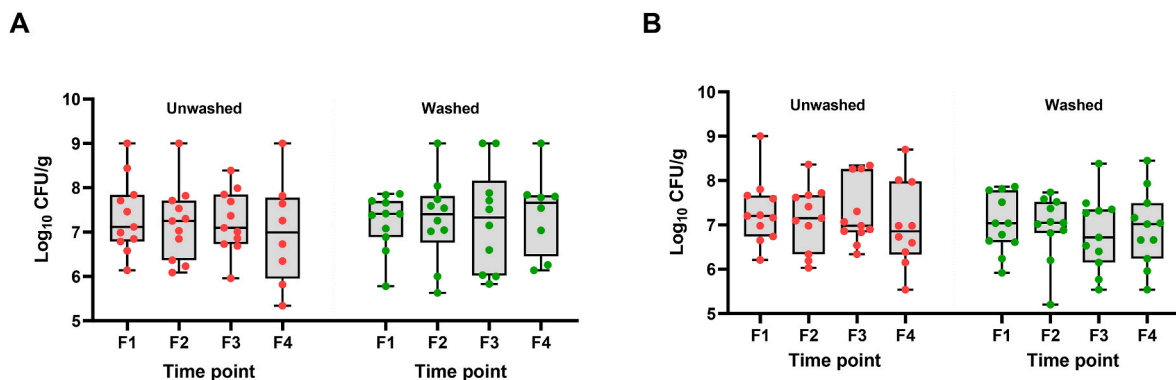 A
Unwashed
Washed
Log10 CFU/g
10
9
8
7
6
5
F1 F2 F3 F4 F1 F2 F3 F4
Time point Time point
B
Unwashed
Washed
Log10 CFU/g
10
9
8
7
6
5
F1 F2 F3 F4 F1 F2 F3 F4
Time point Time point